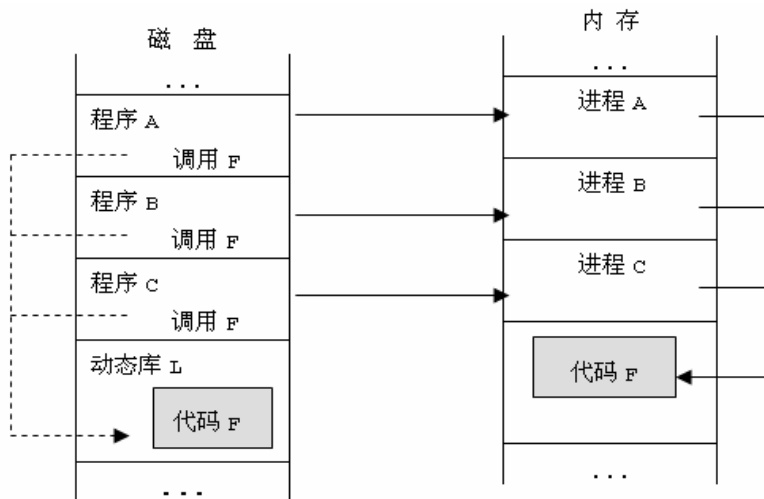 磁 盘
...
程序 A
调用 F
程序 B
调用 F
程序 C
调用 F
动态库 L
代码 F
...
内 存
...
进程 A
进程 B
进程 C
代码 F
...